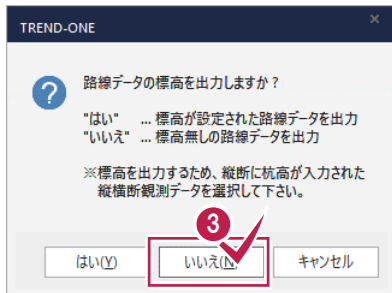 TREND-ONE
路線データの標高を出力しますか？
"はい" ... 標高が設定された路線データを出力
"いいえ" ... 標高無しの路線データを出力
※標高を出力するため、縦断に杭高が入力された
縦横断観測データを選択して下さい。
3
はい(Y) いいえ(N) キャンセル